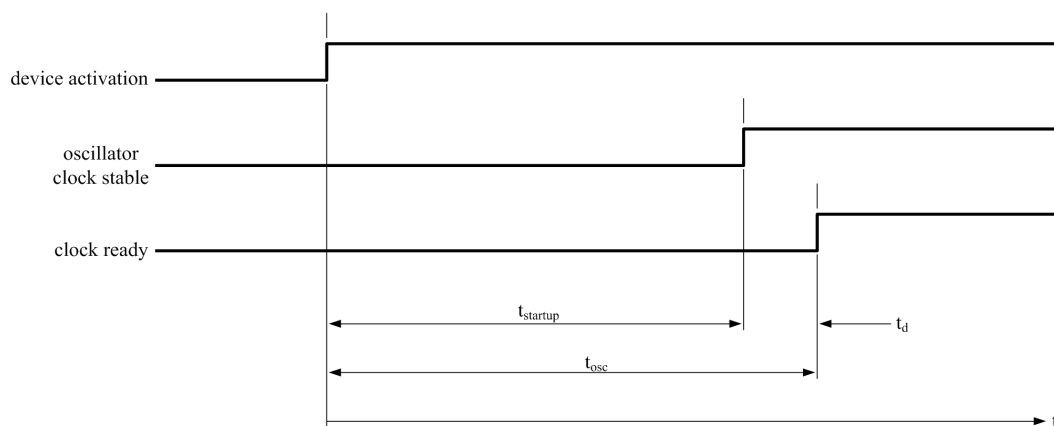 device activation
oscillator
clock stable
clock ready
tstartup
td
tosc
t